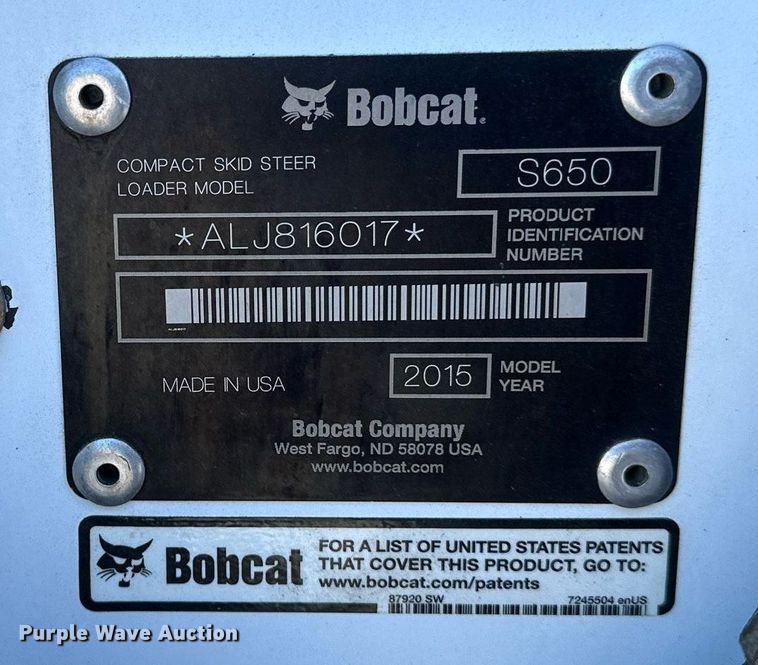 Bobcat
COMPACT SKID STEER
LOADER MODEL
S650
*ALJ816017*
PRODUCT
IDENTIFICATION
NUMBER
MADE IN USA
2015
MODEL
YEAR
Bobcat Company
West Fargo, ND 58078 USA
www.bobcat.com
Bobcat
FOR A LIST OF UNITED STATES PATENTS
THAT COVER THIS PRODUCT, GO TO:
www.bobcat.com/patents
87920 SW
7245504 enUS
Purple Wave Auction